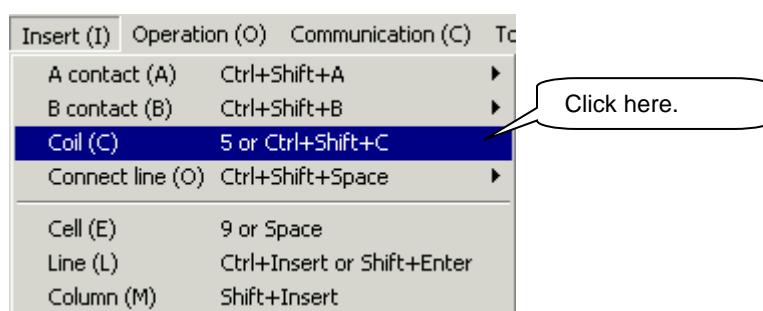 Insert (I) Operation (O) Communication (C)
A contact (A) Ctrl+Shift+A
B contact (B) Ctrl+Shift+B
Coil (C) 5 or Ctrl+Shift+C
Click here.
Connect line (O) Ctrl+Shift+Space
Cell (E) 9 or Space
Line (L) Ctrl+Insert or Shift+Enter
Column (M) Shift+Insert